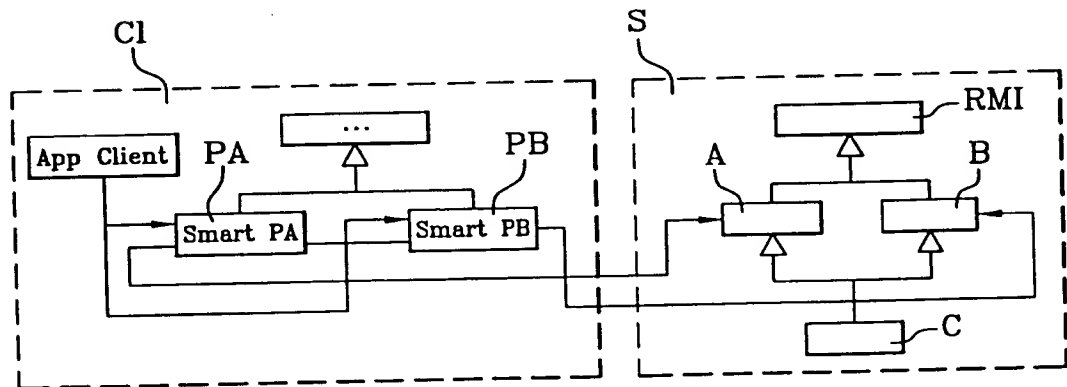 Cl
S
RMI
...
App Client
PA
PB
A
B
Smart PA
Smart PB
C